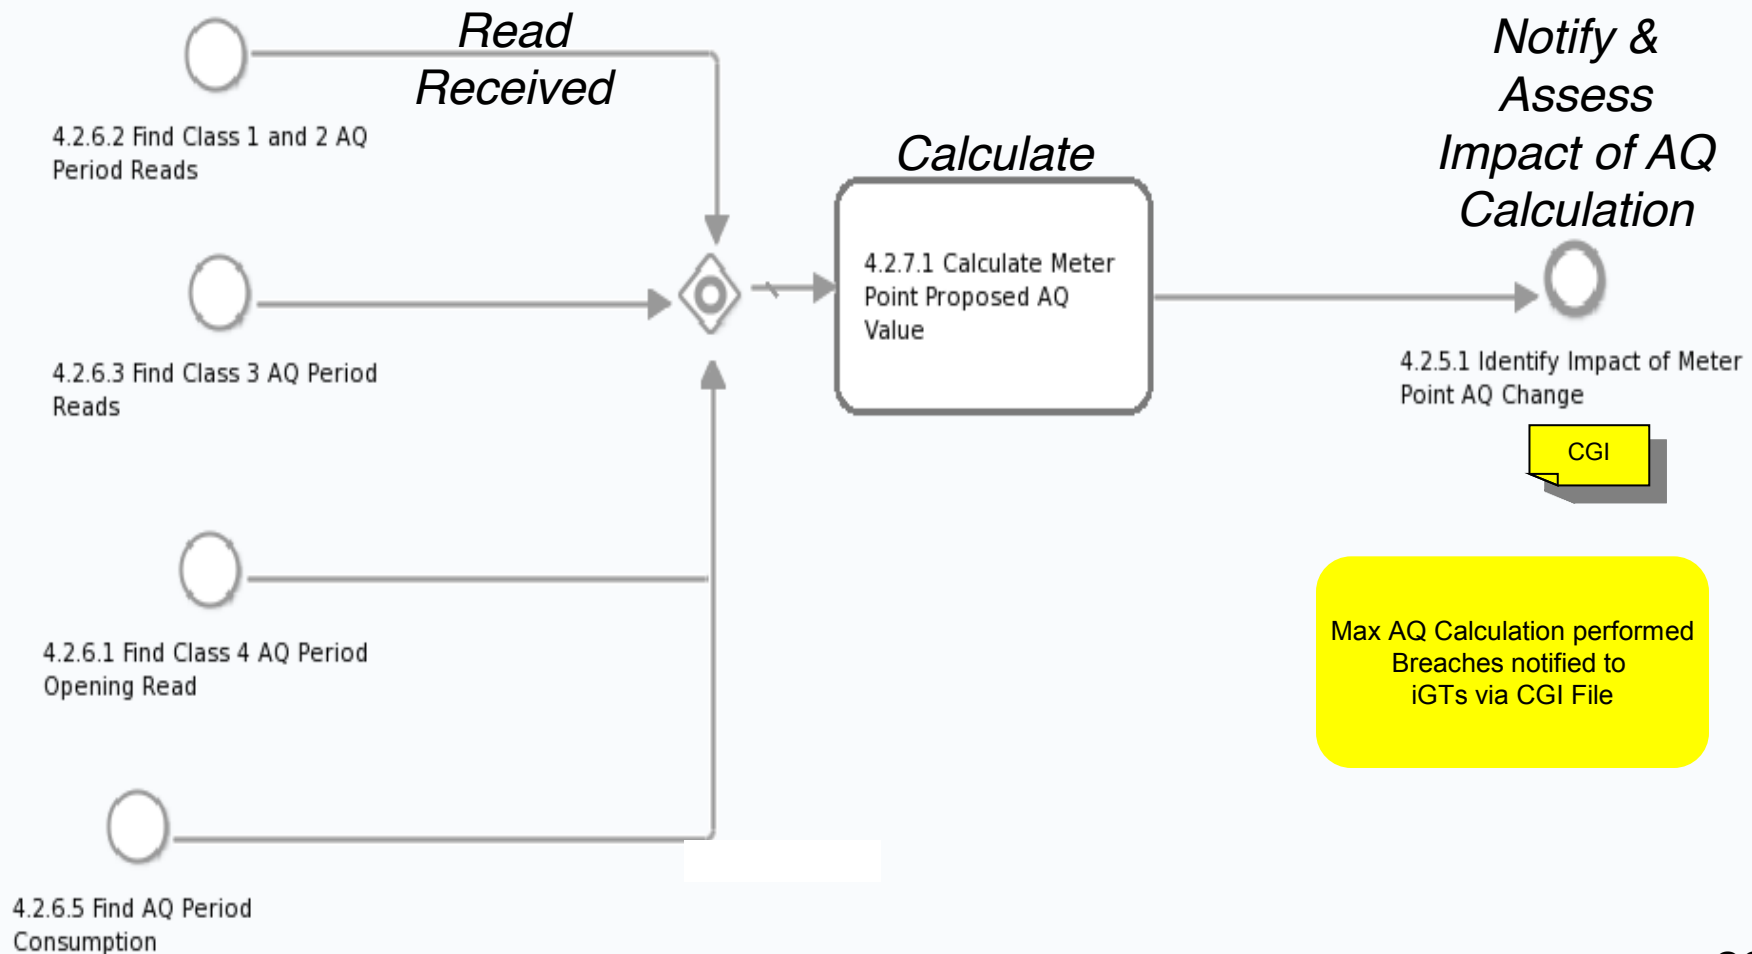 Read
Received
4.2.6.2 Find Class 1 and 2 AQ
Period Reads
4.2.6.3 Find Class 3 AQ Period
Reads
4.2.6.1 Find Class 4 AQ Period
Opening Read
4.2.6.5 Find AQ Period
Consumption
Calculate
4.2.7.1 Calculate Meter
Point Proposed AQ
Value
Notify &
Assess
Impact of AQ
Calculation
4.2.5.1 Identify Impact of Meter
Point AQ Change
CGI
Max AQ Calculation performed
Breaches notified to
iGTs via CGI File